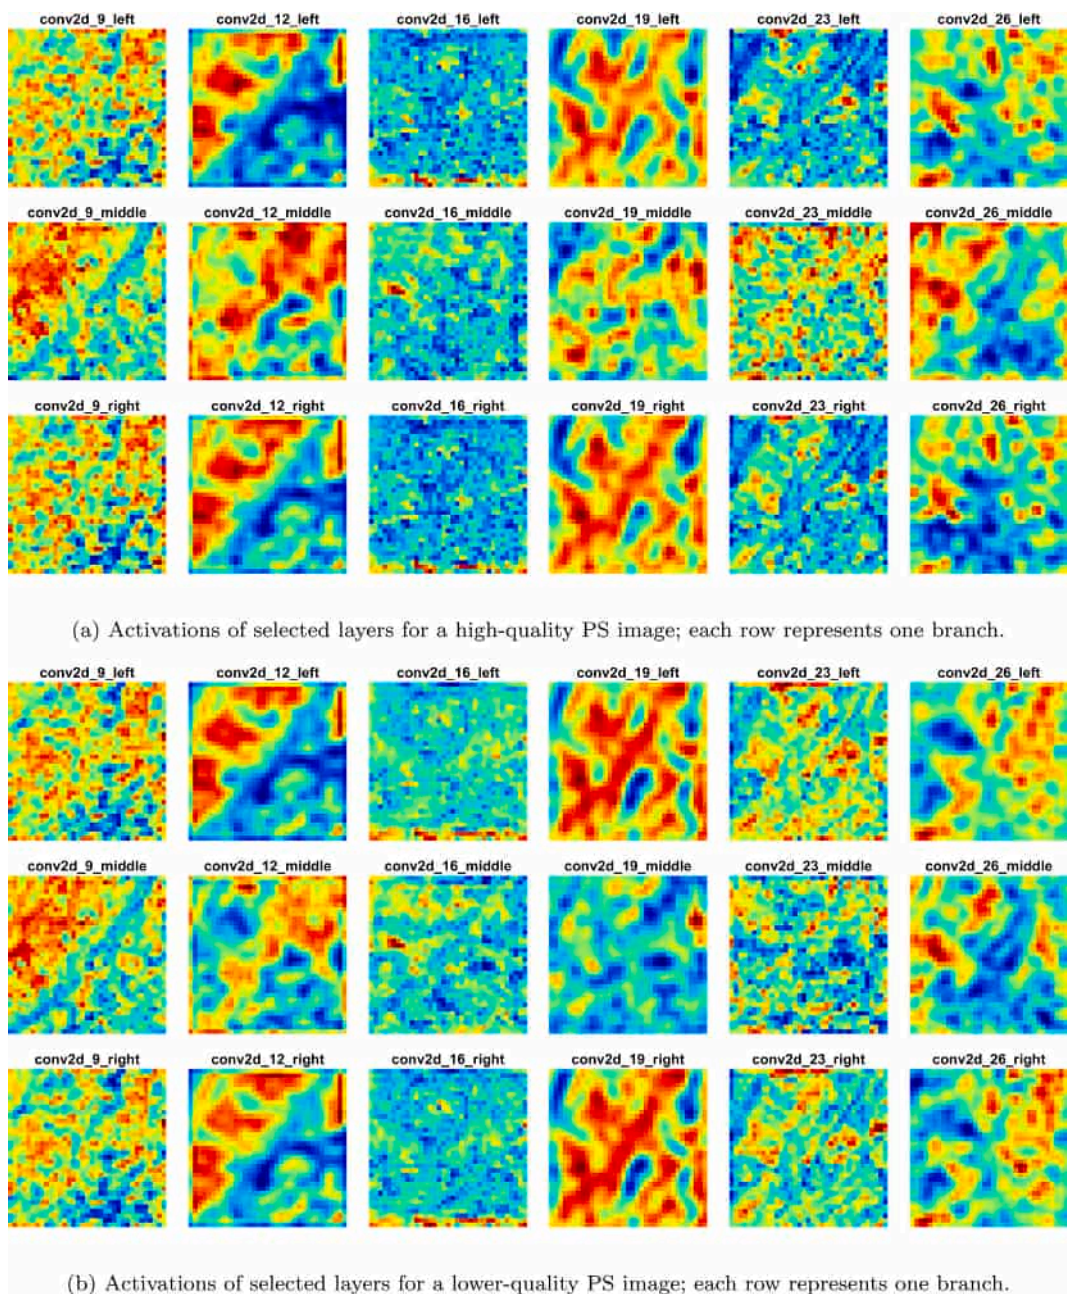 conv2d_9_left conv2d_12_left conv2d_16_left conv2d_19_left conv2d_23_left conv2d_26_left
conv2d_9_middle conv2d_12_middle conv2d_16_middle conv2d_19_middle conv2d_23_middle conv2d_26_middle
conv2d_9_right conv2d_12_right conv2d_16_right conv2d_19_right conv2d_23_right conv2d_26_right
(a) Activations of selected layers for a high-quality PS image; each row represents one branch.
conv2d_9_left conv2d_12_left conv2d_16_left conv2d_19_left conv2d_23_left conv2d_26_left
conv2d_9_middle conv2d_12_middle conv2d_16_middle conv2d_19_middle conv2d_23_middle conv2d_26_middle
conv2d_9_right conv2d_12_right conv2d_16_right conv2d_19_right conv2d_23_right conv2d_26_right
(b) Activations of selected layers for a lower-quality PS image; each row represents one branch.